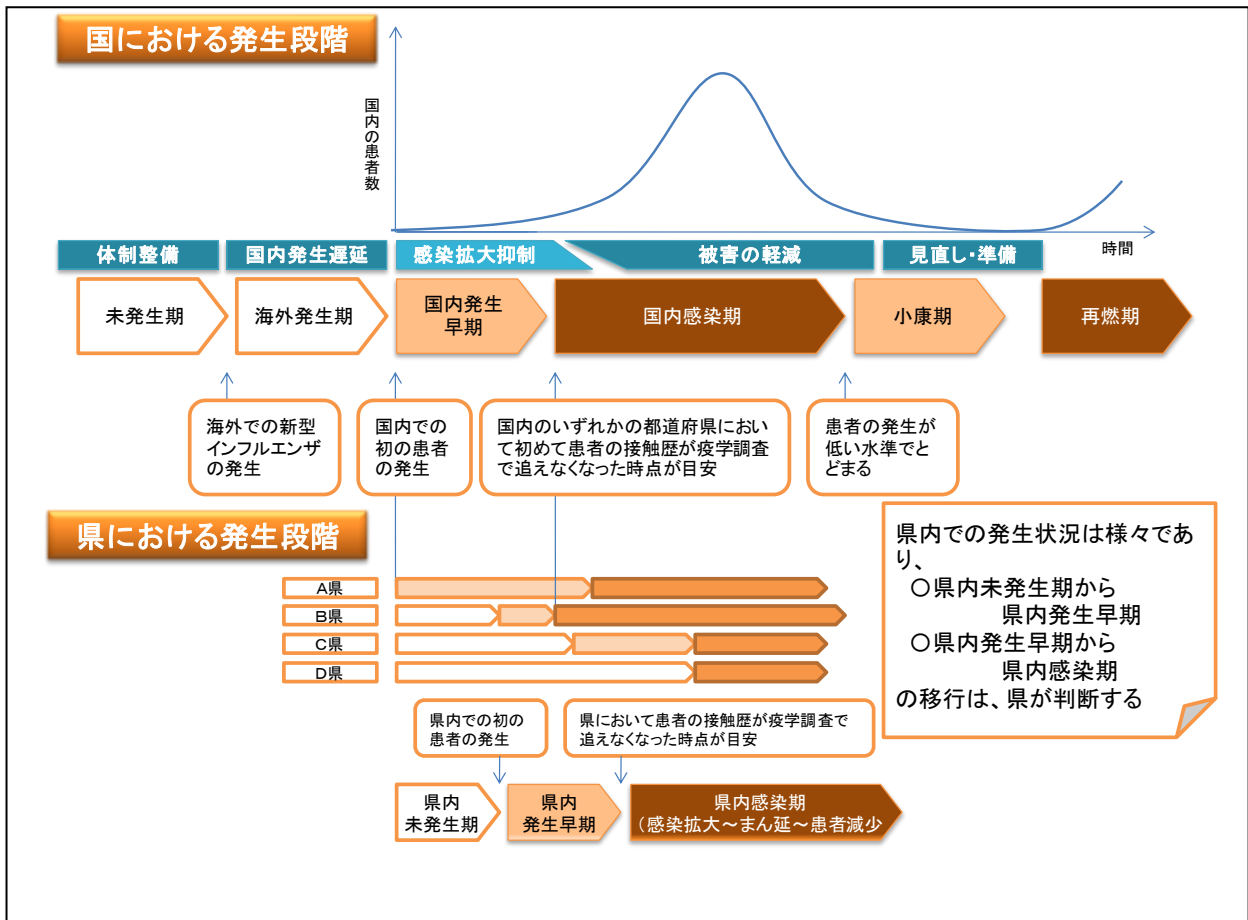 国における発生段階
国内の患者数
時間
体制整備
国内発生遅延
感染拡大抑制
被害の軽減
見直し・準備
未発生期
海外発生期
国内発生
早期
国内感染期
小康期
再燃期
海外での新型
インフルエンザ
の発生
国内での
初の患者
の発生
国内のいずれかの都道府県におい
て初めて患者の接触歴が疫学調査
で追えなくなった時点が目安
患者の発生が
低い水準でと
どまる
県における発生段階
A県
B県
C県
D県
県内での発生状況は様々であ
り、
○県内未発生期から
県内発生早期
○県内発生早期から
県内感染期
の移行は、県が判断する
県内での初の
患者の発生
県において患者の接触歴が疫学調査で
追えなくなった時点が目安
県内
未発生期
県内
発生早期
県内感染期
(感染拡大~まん延~患者減少